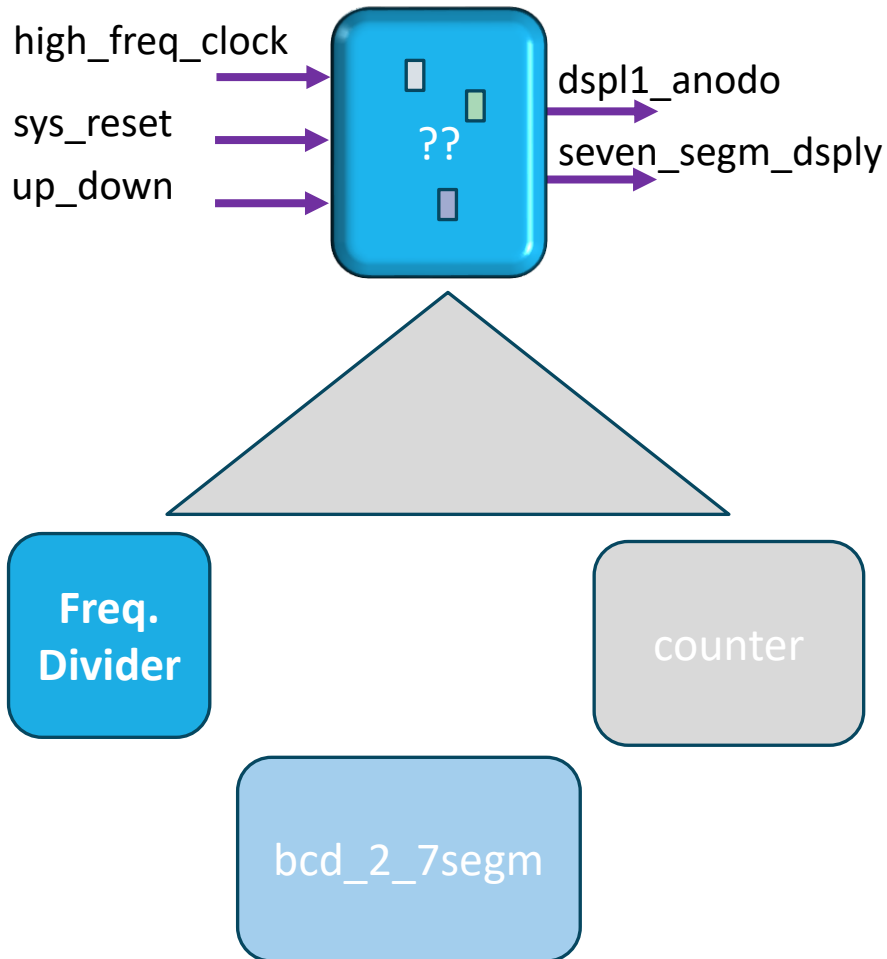 high_freq_clock
sys_reset
up_down
??
dspl1_anodo
seven_segm_dsply
Freq.
Divider
counter
bcd_2_7segm